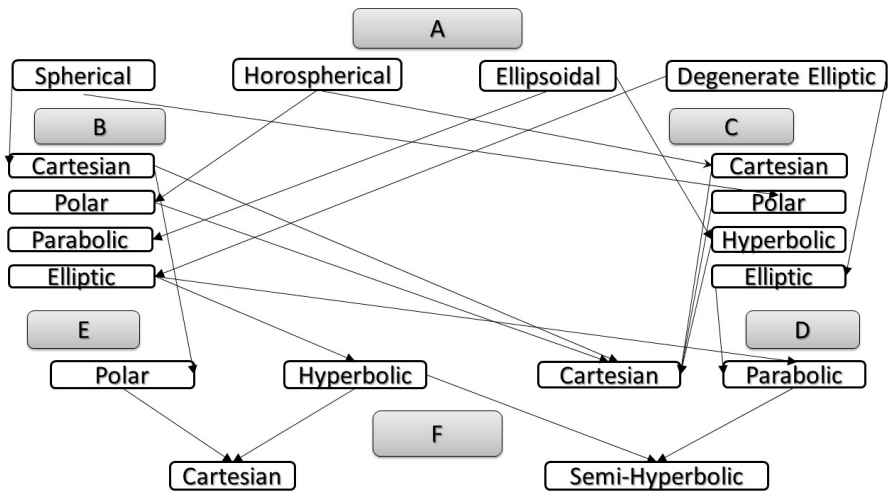 A
Spherical Horospherical Ellipsoidal Degenerate Elliptic
B C
Cartesian Cartesian
Polar Polar
Parabolic Hyperbolic
Elliptic Elliptic
E D
Polar Hyperbolic Cartesian Parabolic
F
Cartesian Semi-Hyperbolic